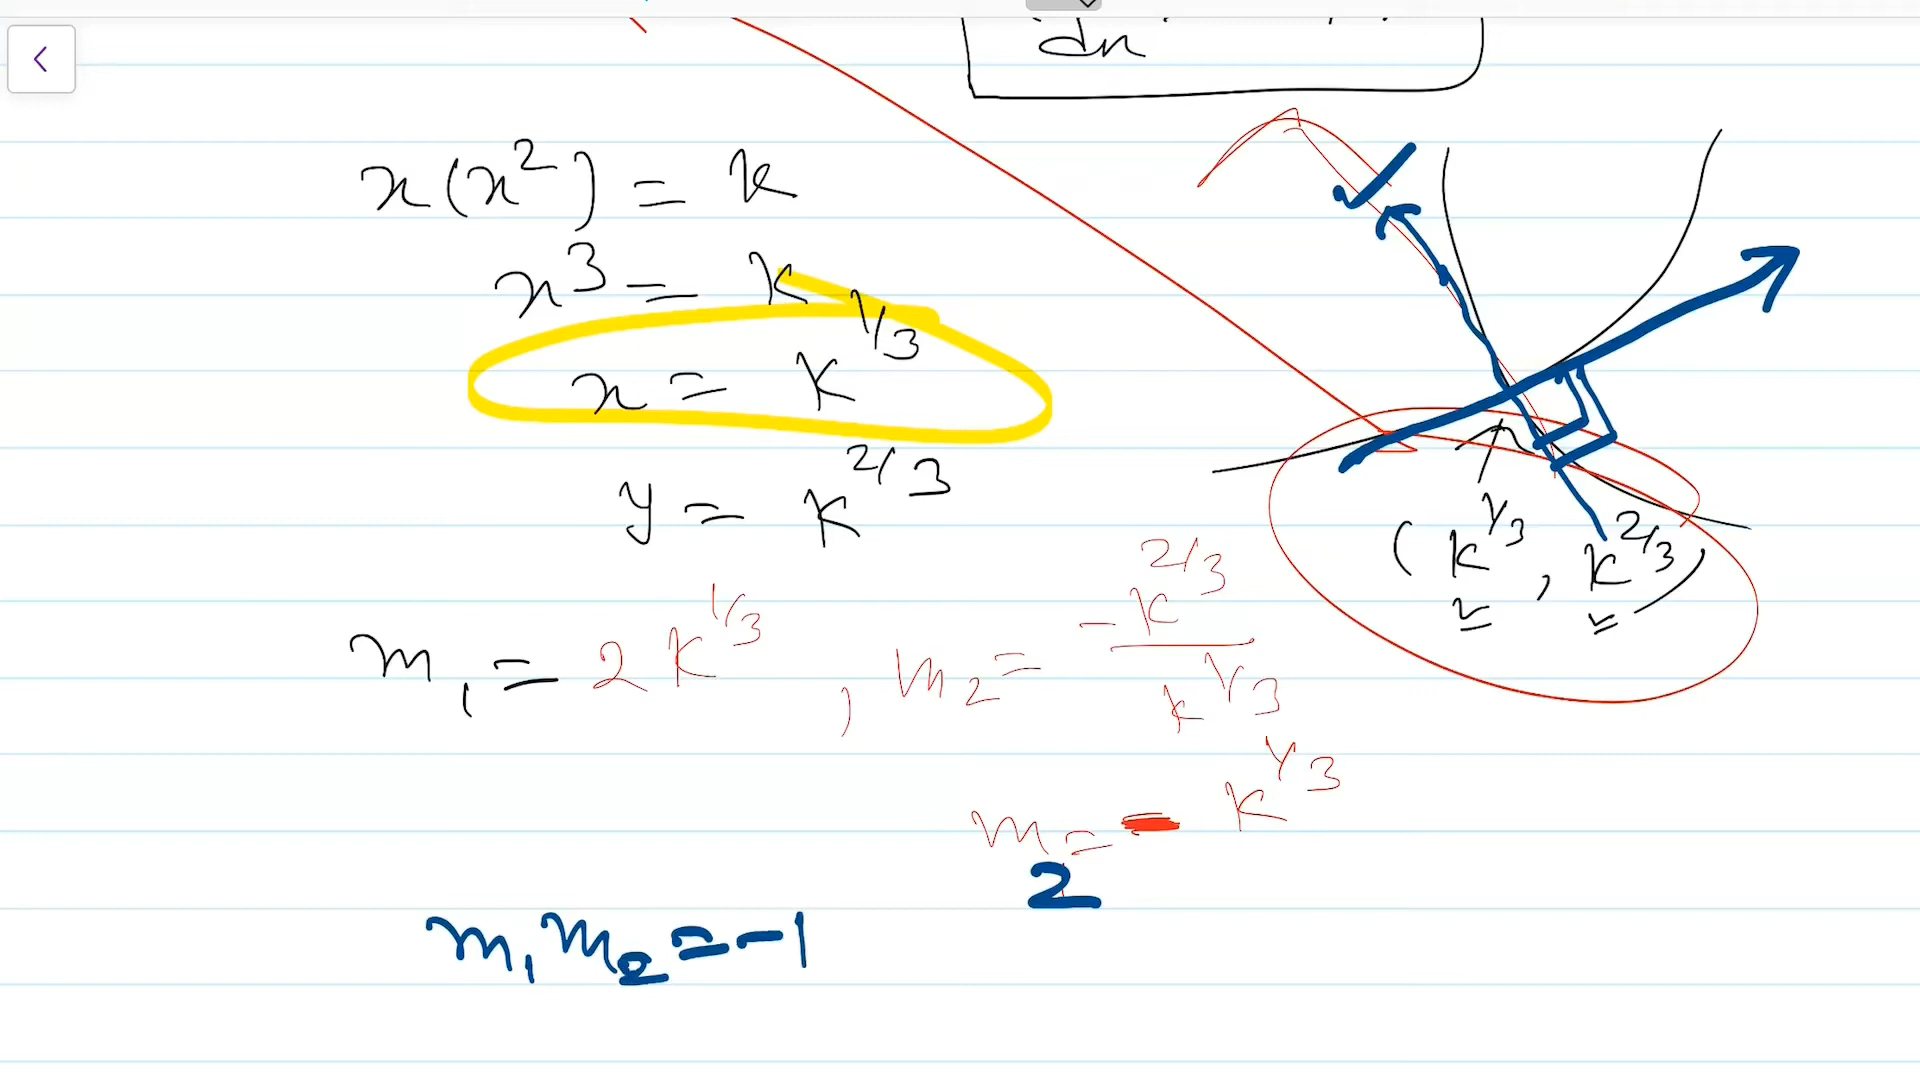 dx
x(x²) = k
x³ = k
x = k^1/3
y = k^2/3
(k^1/3, k^2/3)
m₁ = 2k^1/3, m₂ = -k^2/3 / k^1/3
m₂ = - k^1/3
m₁m₂ = -1